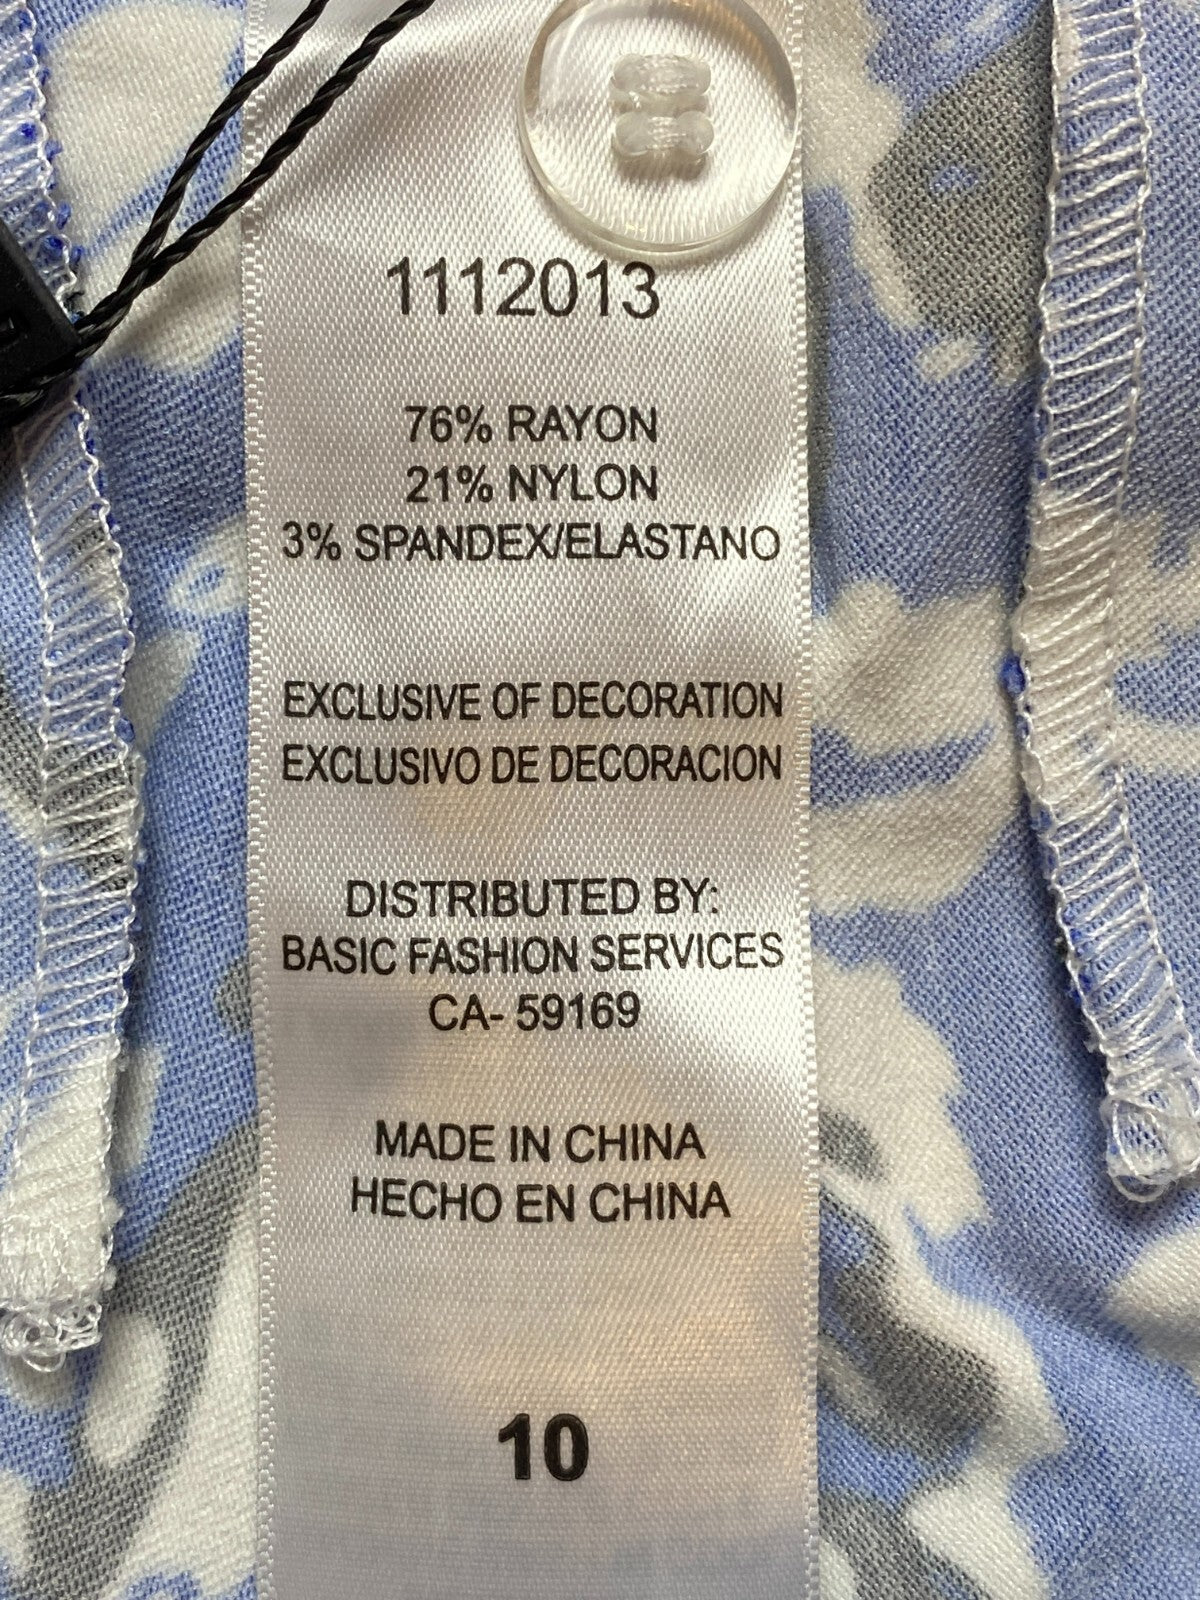 1112013
76% RAYON
21% NYLON
3% SPANDEX/ELASTANO
EXCLUSIVE OF DECORATION
EXCLUSIVO DE DECORACION
DISTRIBUTED BY:
BASIC FASHION SERVICES
CA- 59169
MADE IN CHINA
HECHO EN CHINA
10